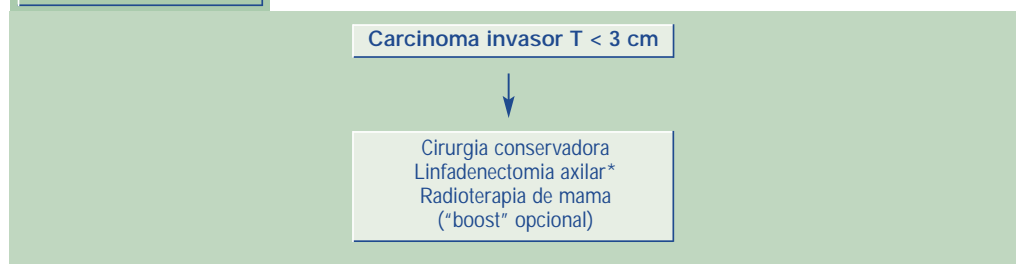 Carcinoma invasor T < 3 cm
Cirurgia conservadora
Linfadenectomia axilar*
Radioterapia de mama
(“boost” opcional)